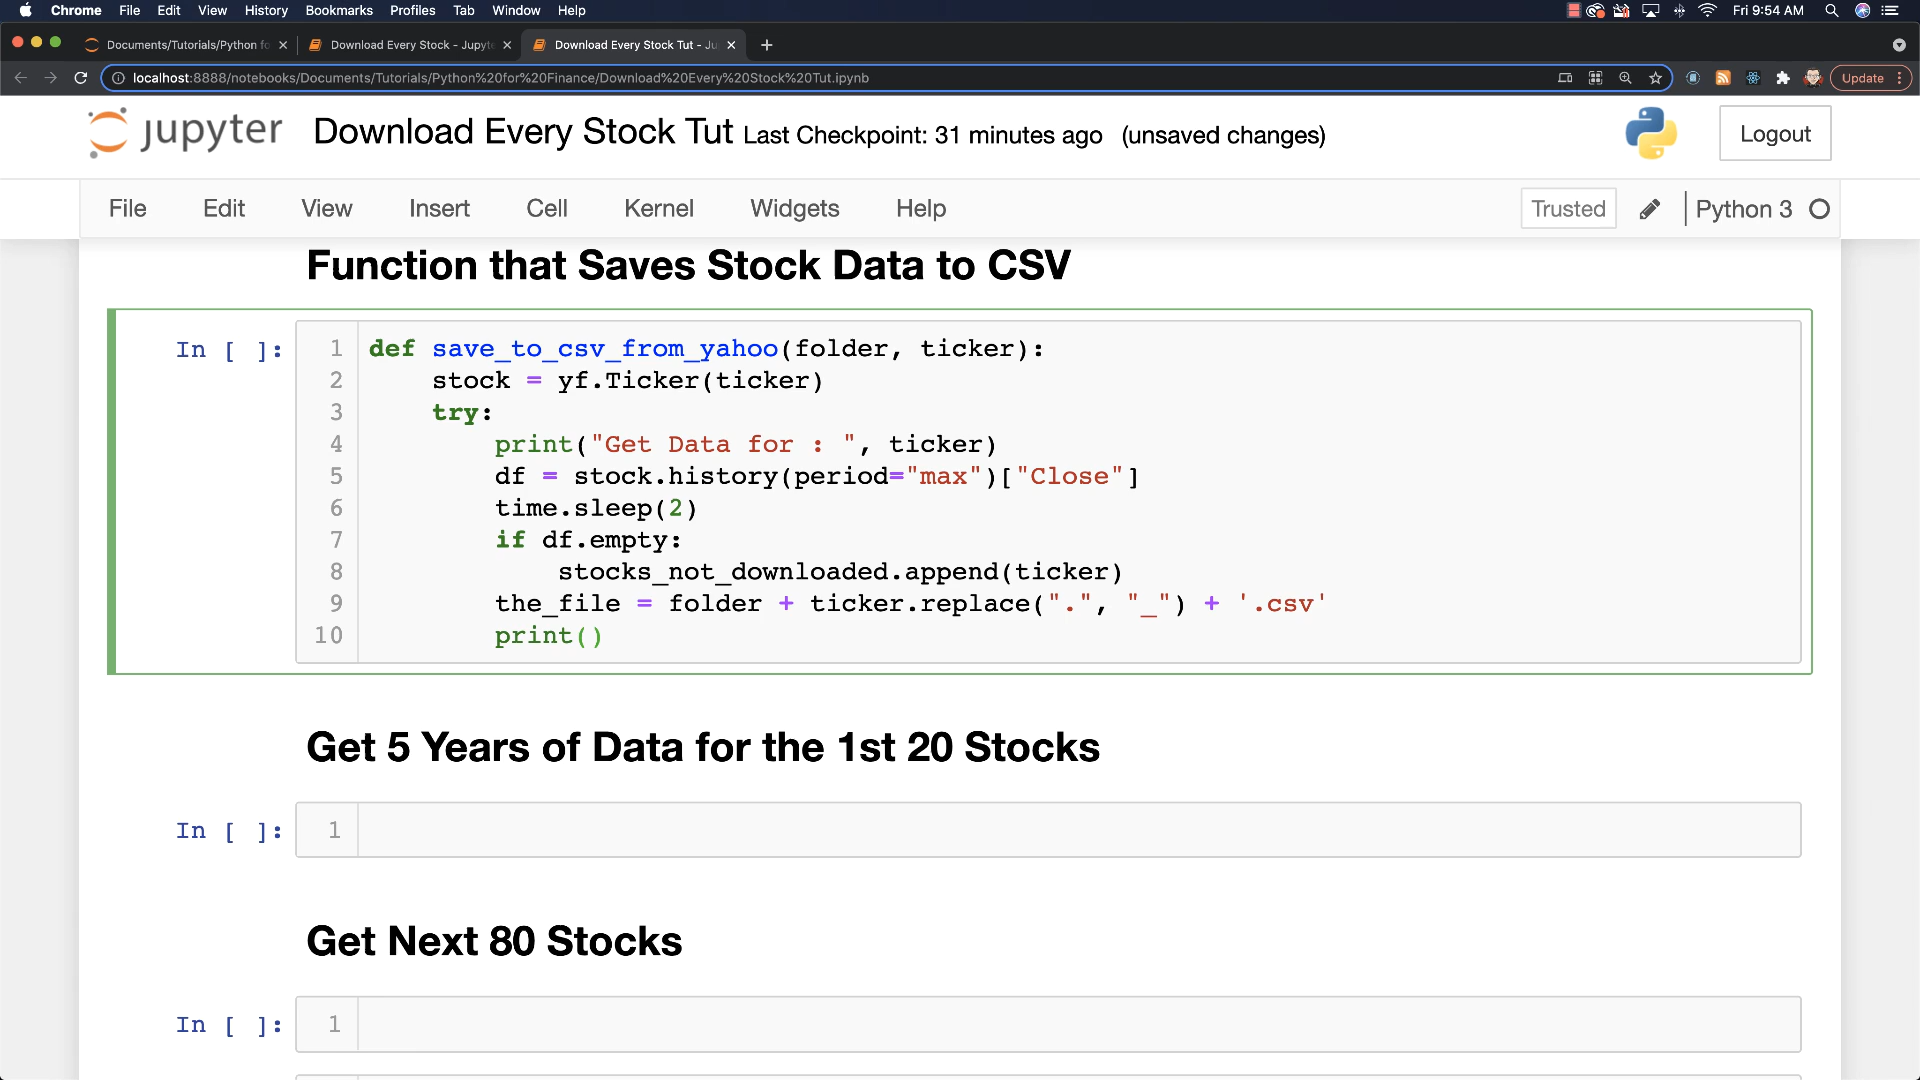 Chrome File Edit View History Bookmarks Profiles Tab Window Help Fri 9:54 AM
Documents/Tutorials/Python fo Download Every Stock - Jupyte Download Every Stock Tut - Ju
localhost:8888/notebooks/Documents/Tutorials/Python%20for%20Finance/Download%20Every%20Stock%20Tut.ipynb Update
jupyter Download Every Stock Tut Last Checkpoint: 31 minutes ago (unsaved changes) Logout
File Edit View Insert Cell Kernel Widgets Help Trusted Python 3
Function that Saves Stock Data to CSV
In [ ]: 1 def save_to_csv_from_yahoo(folder, ticker):
2 stock = yf.Ticker(ticker)
3 try:
4 print("Get Data for : ", ticker)
5 df = stock.history(period="max")["Close"]
6 time.sleep(2)
7 if df.empty:
8 stocks_not_downloaded.append(ticker)
9 the_file = folder + ticker.replace(".", "_") + '.csv'
10 print()
Get 5 Years of Data for the 1st 20 Stocks
In [ ]: 1
Get Next 80 Stocks
In [ ]: 1